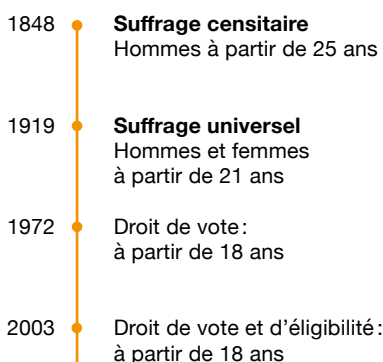 1848 Suffrage censitaire
Hommes à partir de 25 ans
1919 Suffrage universel
Hommes et femmes
à partir de 21 ans
1972 Droit de vote :
à partir de 18 ans
2003 Droit de vote et d’éligibilité :
à partir de 18 ans